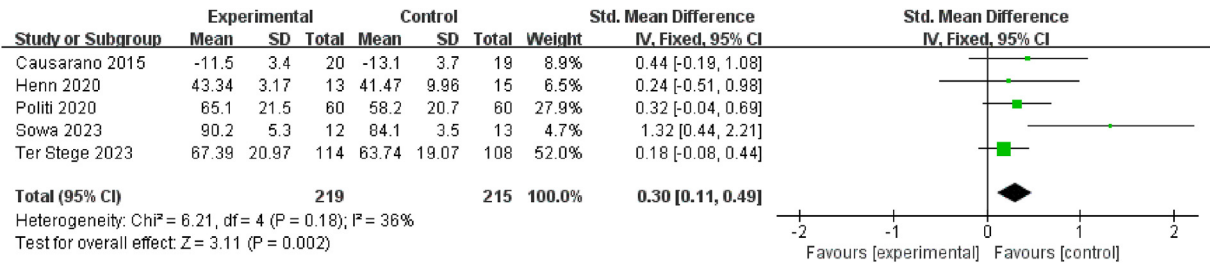 Experimental Control Std. Mean Difference Std. Mean Difference
Study or Subgroup Mean SD Total Mean SD Total Weight IV, Fixed, 95% CI IV, Fixed, 95% CI
Causarano 2015 -11.5 3.4 20 -13.1 3.7 19 8.9% 0.44 [-0.19, 1.08]
Henn 2020 43.34 3.17 13 41.47 9.96 15 6.5% 0.24 [-0.51, 0.98]
Politi 2020 65.1 21.5 60 58.2 20.7 60 27.9% 0.32 [-0.04, 0.69]
Sowa 2023 90.2 5.3 12 84.1 3.5 13 4.7% 1.32 [0.44, 2.21]
Ter Stege 2023 67.39 20.97 114 63.74 19.07 108 52.0% 0.18 [-0.08, 0.44]
Total (95% CI) 219 215 100.0% 0.30 [0.11, 0.49]
Heterogeneity: Chi² = 6.21, df = 4 (P = 0.18); I² = 36%
Test for overall effect: Z = 3.11 (P = 0.002)
-2 -1 0 1 2
Favours [experimental] Favours [control]